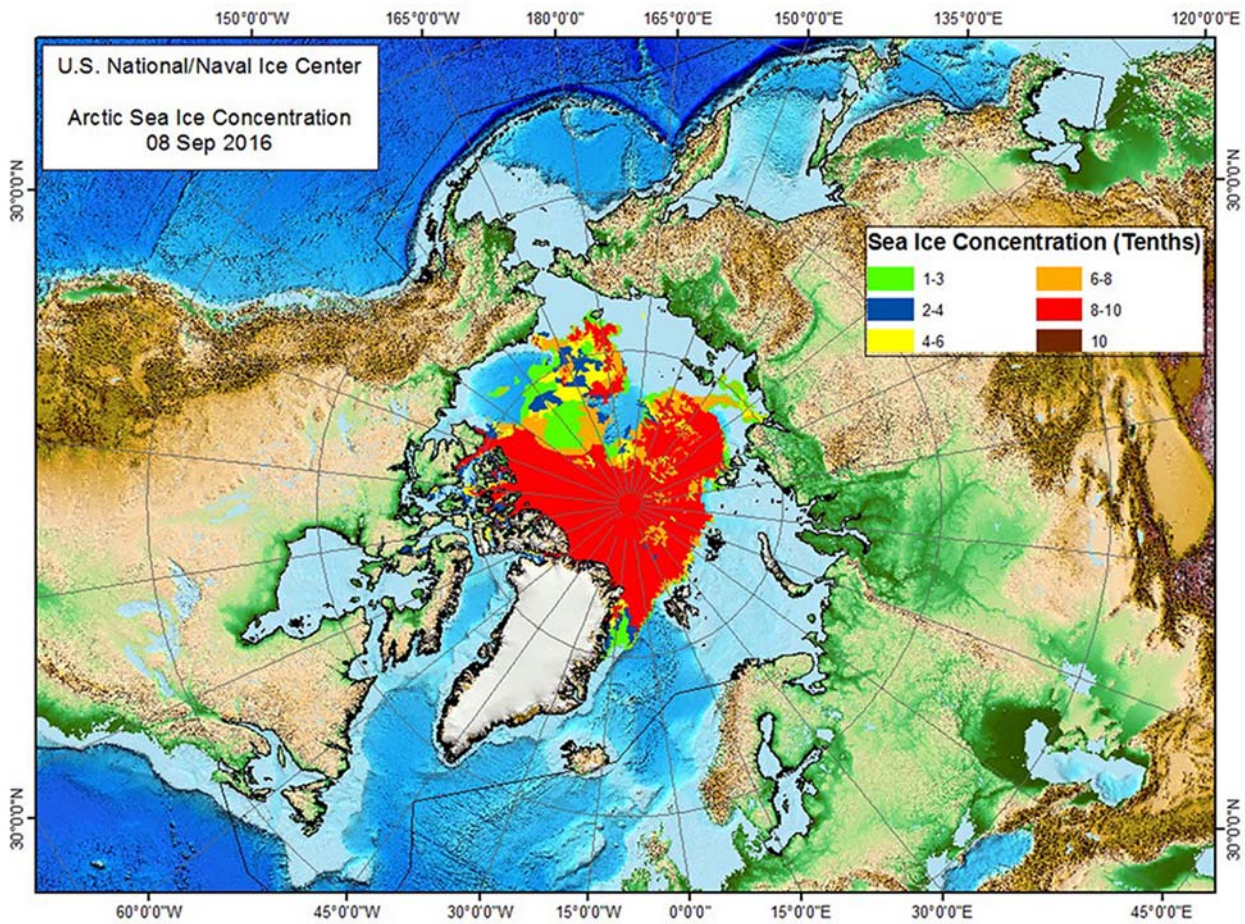 150°0'0"W 165°0'0"W 180°0'0" 165°0'0"E 150°0'0"E 135°0'0"E 120°0'0"E
U.S. National/Naval Ice Center
Arctic Sea Ice Concentration
08 Sep 2016
30°0'0"N
30°0'0"N
Sea Ice Concentration (Tenths)
1-3 6-8
2-4 8-10
4-6 10
30°0'0"N
30°0'0"N
60°0'0"W 45°0'0"W 30°0'0"W 15°0'0"W 0°0'0" 15°0'0"E 30°0'0"E 45°0'0"E